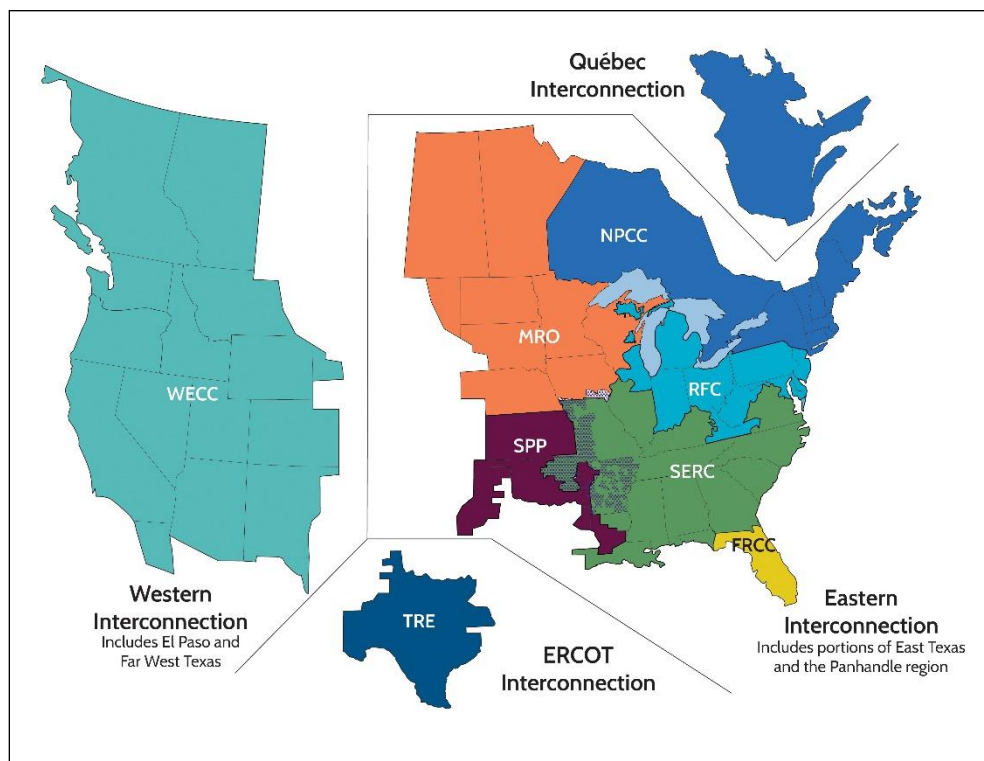 Québec
Interconnection
NPCC
MRO
RFC
WECC
SPP
SERC
FRCC
Western
Interconnection
Includes El Paso and
Far West Texas
TRE
ERCOT
Interconnection
Eastern
Interconnection
Includes portions of East Texas
and the Panhandle region